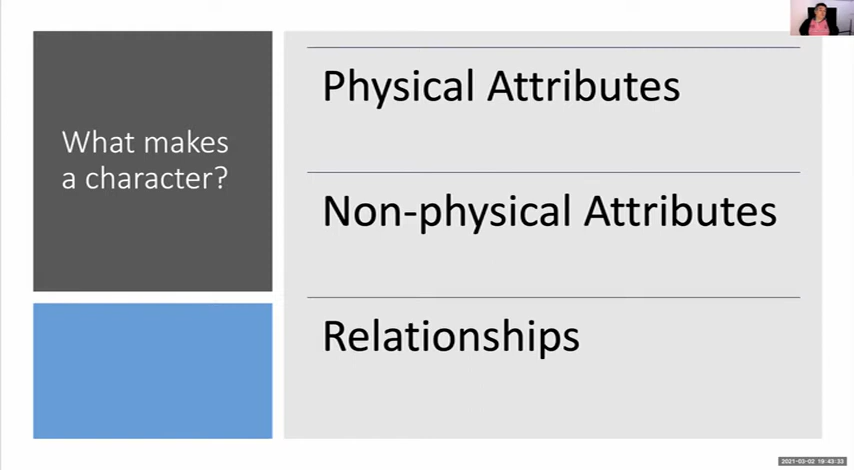 What makes
a character?
Physical Attributes
Non-physical Attributes
Relationships
2021-03-02 19:43:33